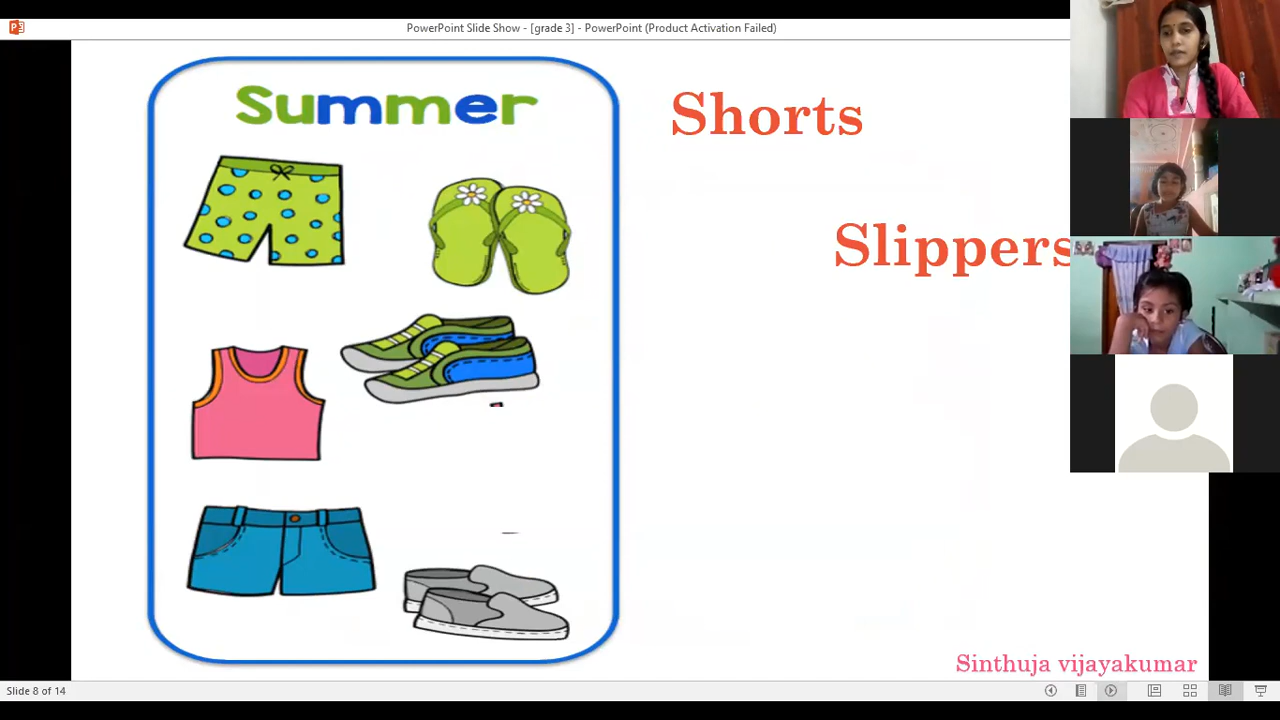 PowerPoint Slide Show - [grade 3] - PowerPoint (Product Activation Failed)
Summer
Shorts
Slippers
Sinthuja vijayakumar
Slide 8 of 14